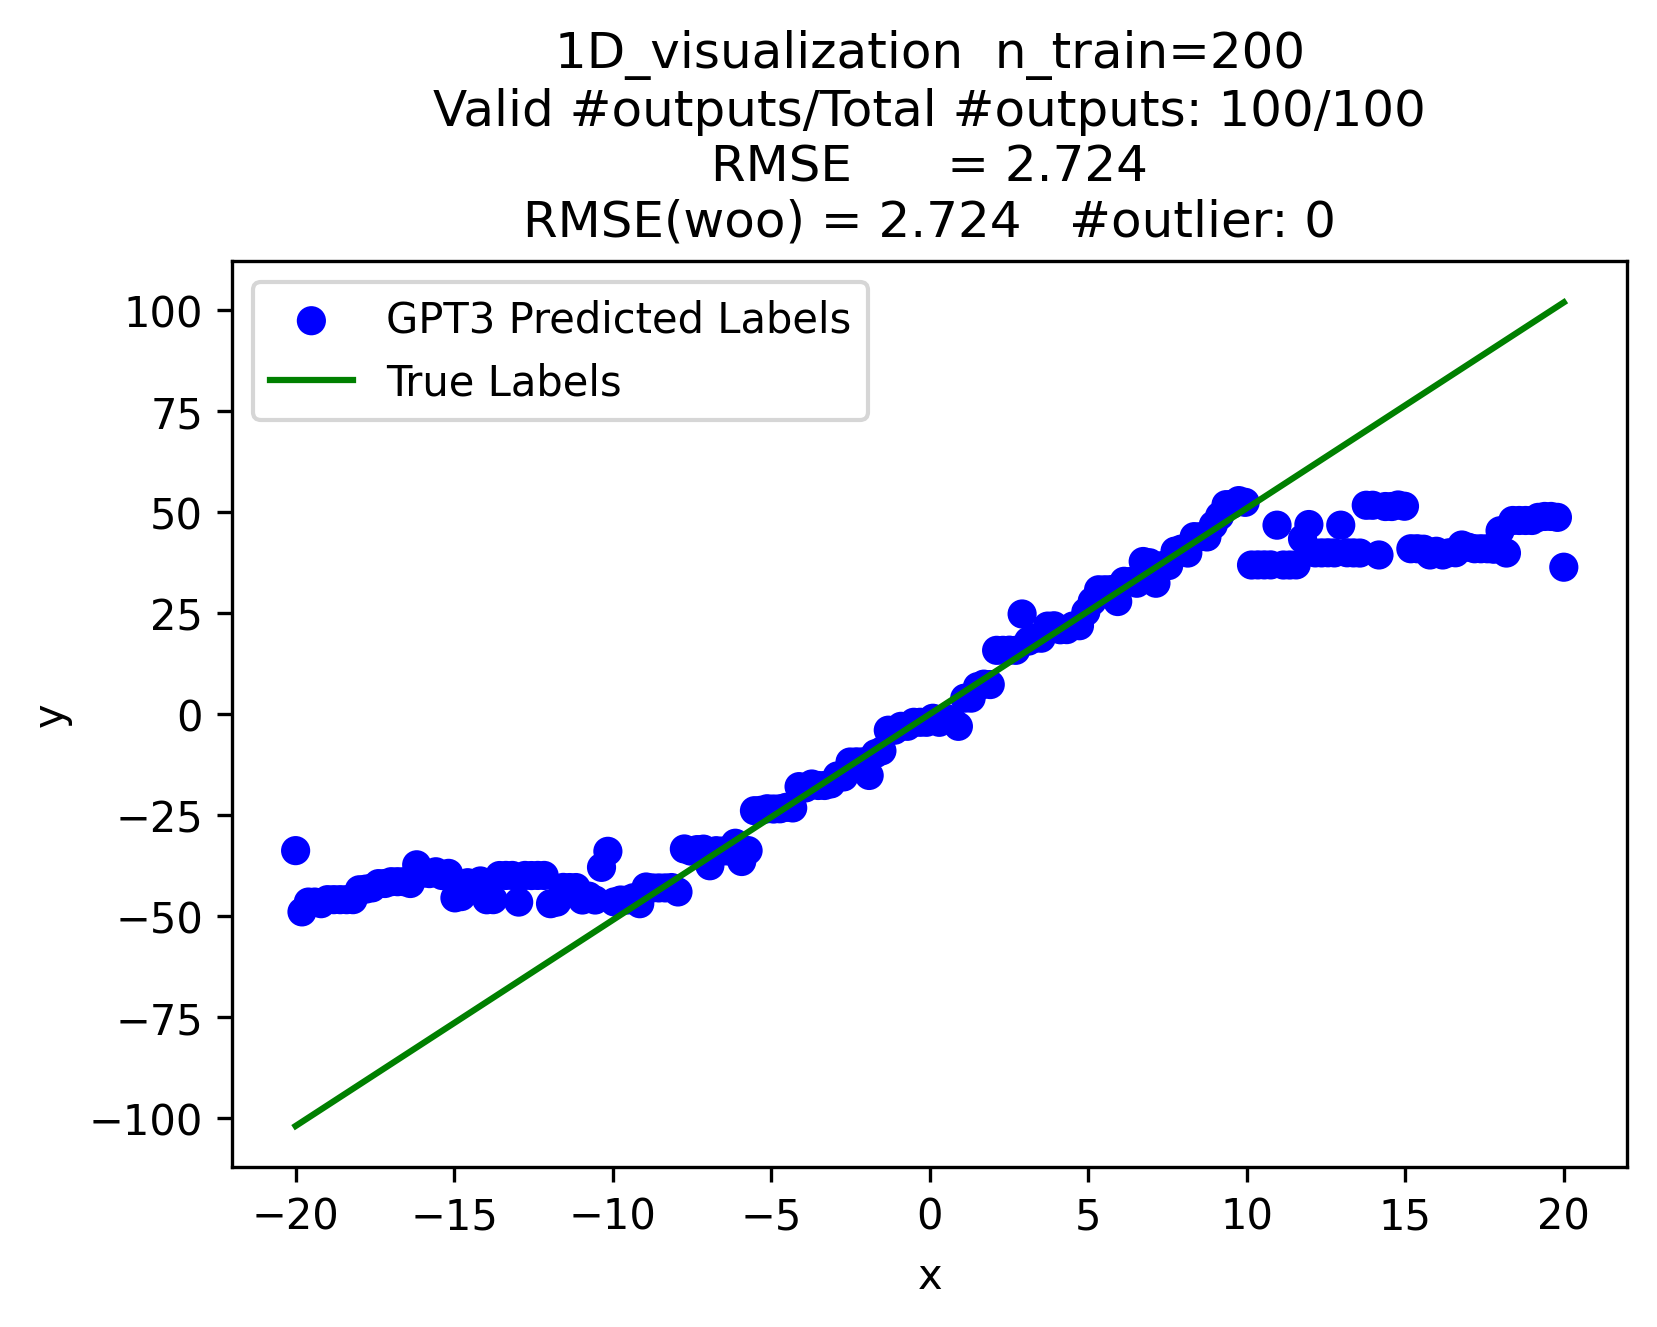 1D_visualization  n_train=200
Valid #outputs/Total #outputs: 100/100
RMSE      = 2.724
RMSE(woo) = 2.724   #outlier: 0
GPT3 Predicted Labels
True Labels
100
75
50
25
0
−25
−50
−75
−100
y
−20 −15 −10 −5 0 5 10 15 20
x